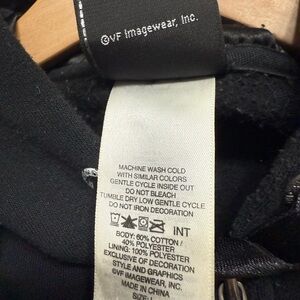 ©VF Imagewear, Inc.
MACHINE WASH COLD
WITH SIMILAR COLORS
GENTLE CYCLE INSIDE OUT
DO NOT BLEACH
TUMBLE DRY LOW GENTLE CYCLE
DO NOT IRON DECORATION
INT
BODY: 60% COTTON /
40% POLYESTER
LINING: 100% POLYESTER
EXCLUSIVE OF DECORATION
STYLE AND GRAPHICS
©VF IMAGEWEAR, INC.
MADE IN CHINA
SIZE: